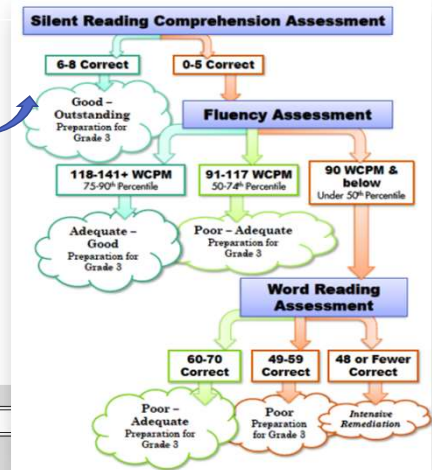 Silent Reading Comprehension Assessment
6-8 Correct
0-5 Correct
Good –
Outstanding
Preparation for
Grade 3
Fluency Assessment
118-141+ WCPM
75-90th Percentile
91-117 WCPM
50-74th Percentile
90 WCPM &
below
Under 50th Percentile
Adequate –
Good
Preparation for
Grade 3
Poor – Adequate
Preparation for
Grade 3
Word Reading
Assessment
60-70
Correct
49-59
Correct
48 or Fewer
Correct
Poor –
Adequate
Preparation for
Grade 3
Poor
Preparation
for Grade 3
Intensive
Remediation